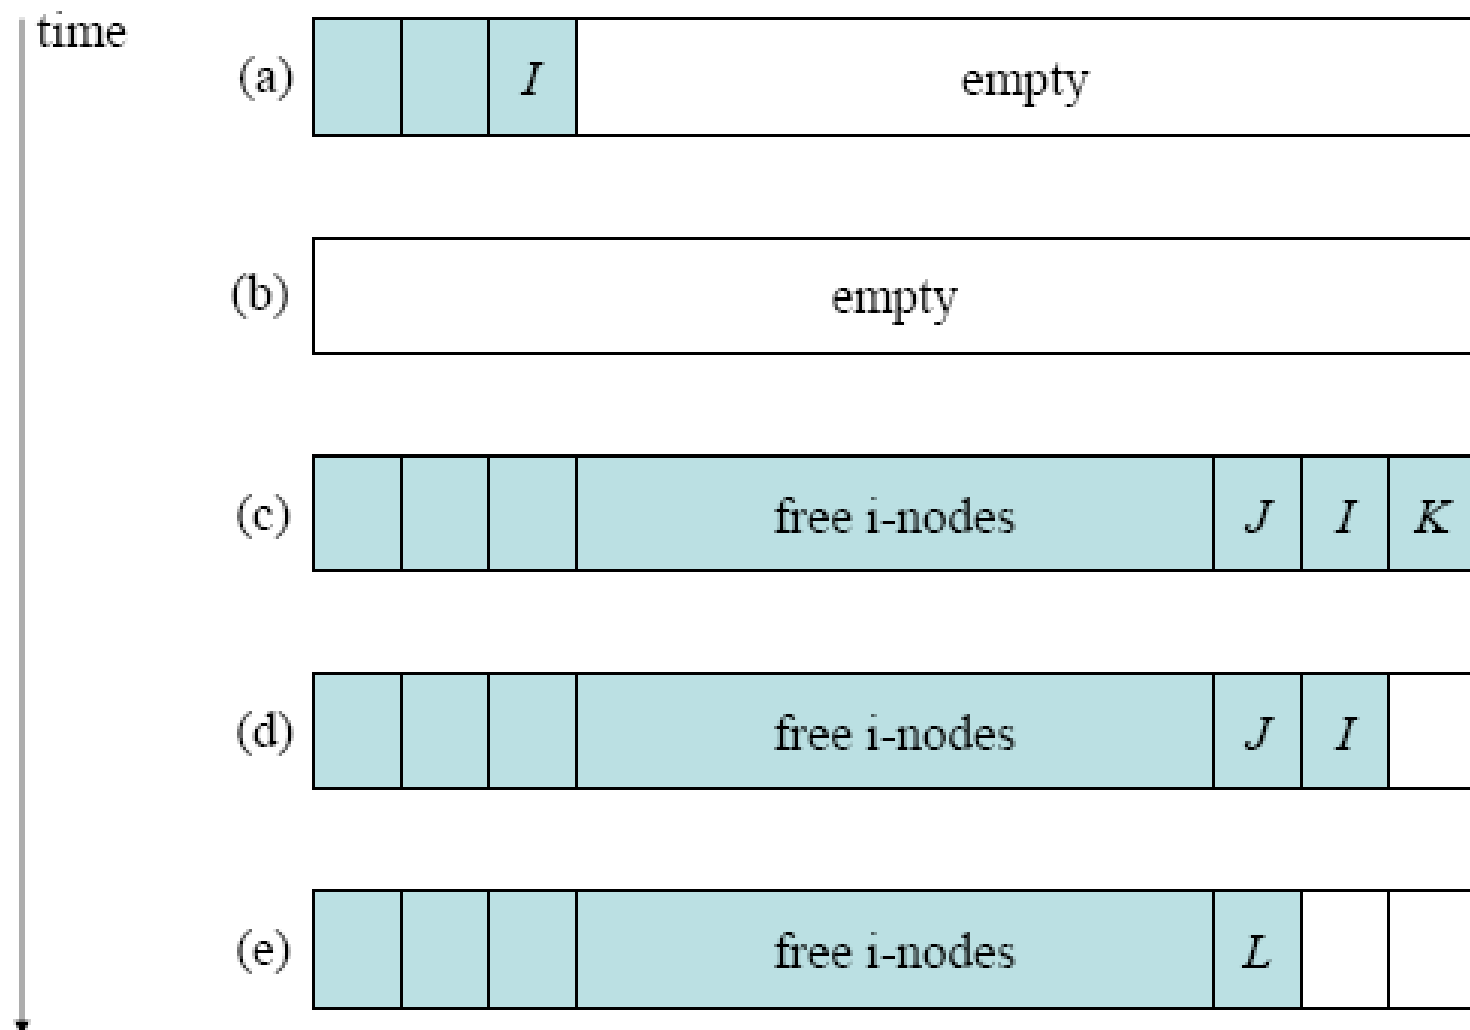 time
(a) I empty
(b) empty
(c) free i-nodes J I K
(d) free i-nodes J I
(e) free i-nodes L